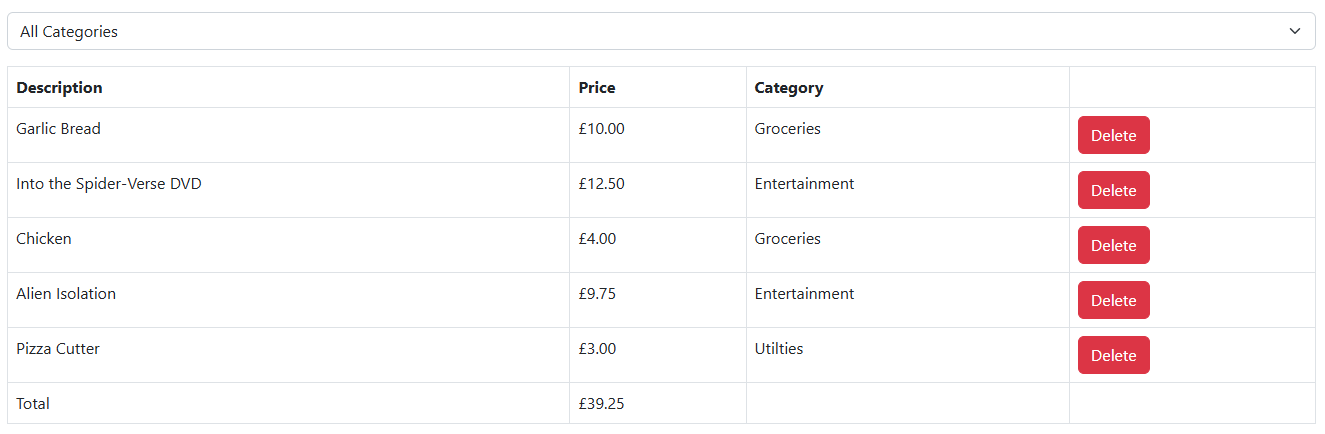 All Categories
Description Price Category
Garlic Bread £10.00 Groceries Delete
Into the Spider-Verse DVD £12.50 Entertainment Delete
Chicken £4.00 Groceries Delete
Alien Isolation £9.75 Entertainment Delete
Pizza Cutter £3.00 Utilties Delete
Total £39.25